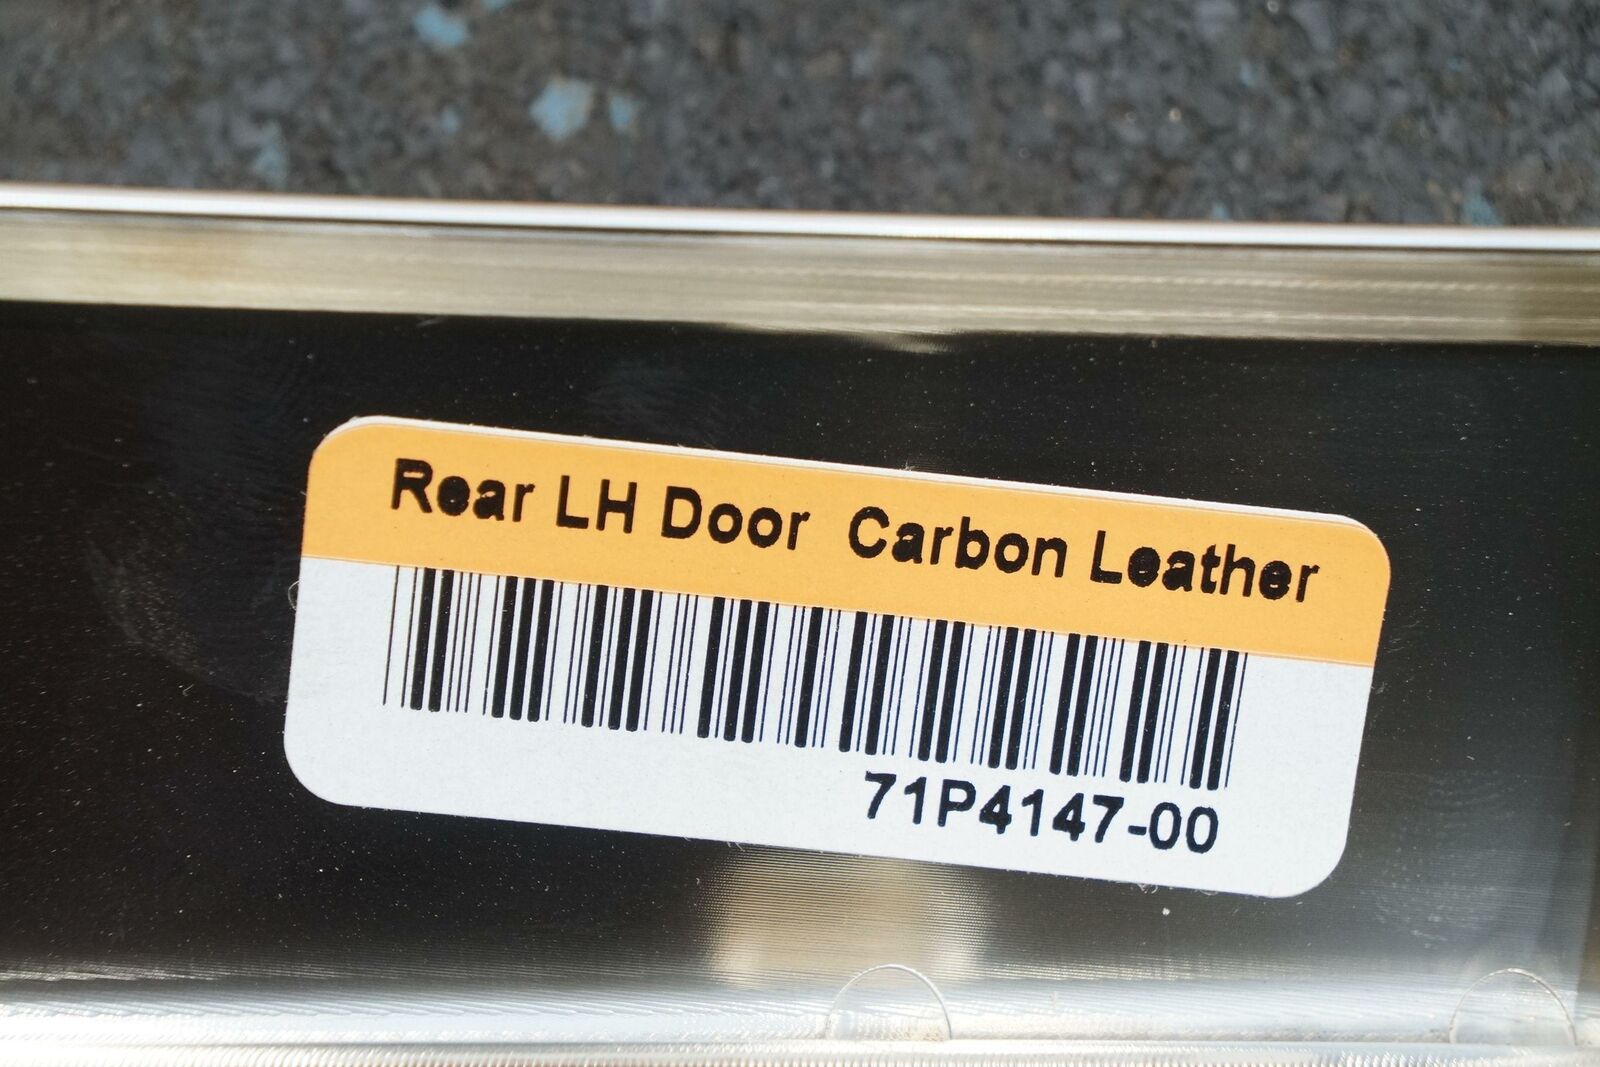 Rear LH Door Carbon Leather
71P4147-00